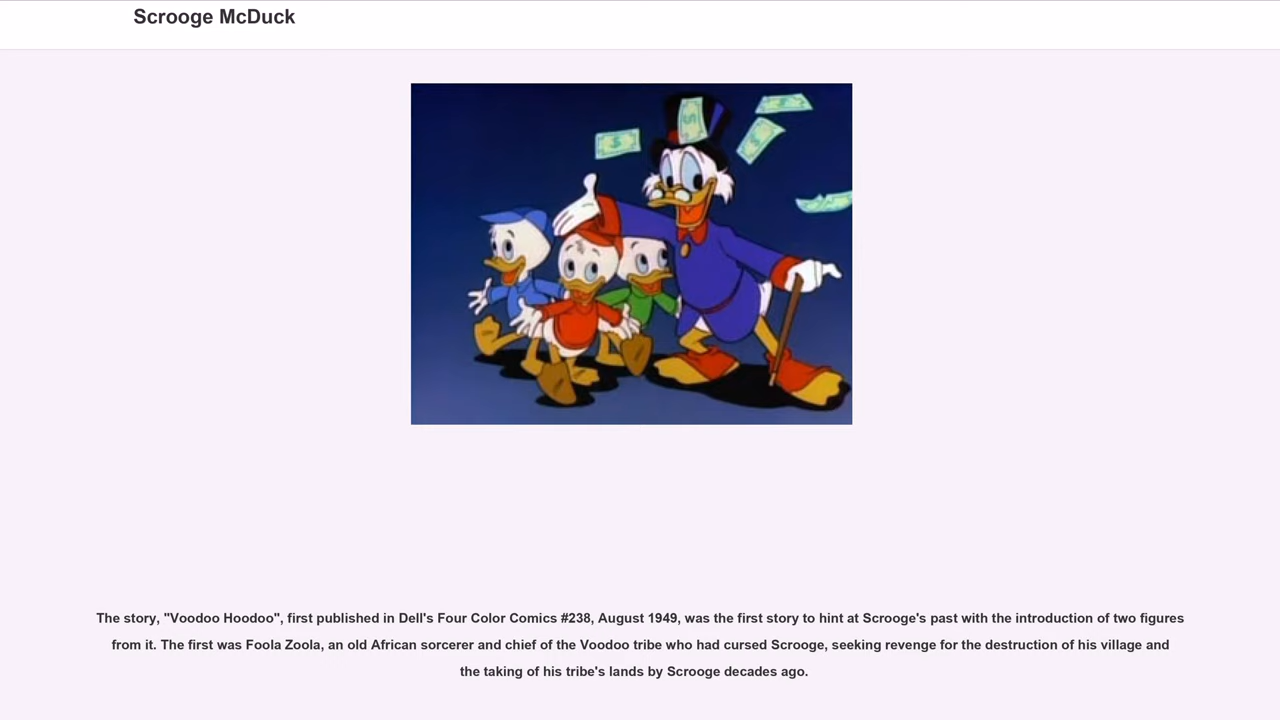 Scrooge McDuck
The story, "Voodoo Hoodoo", first published in Dell's Four Color Comics #238, August 1949, was the first story to hint at Scrooge's past with the introduction of two figures
from it. The first was Foola Zoola, an old African sorcerer and chief of the Voodoo tribe who had cursed Scrooge, seeking revenge for the destruction of his village and
the taking of his tribe's lands by Scrooge decades ago.